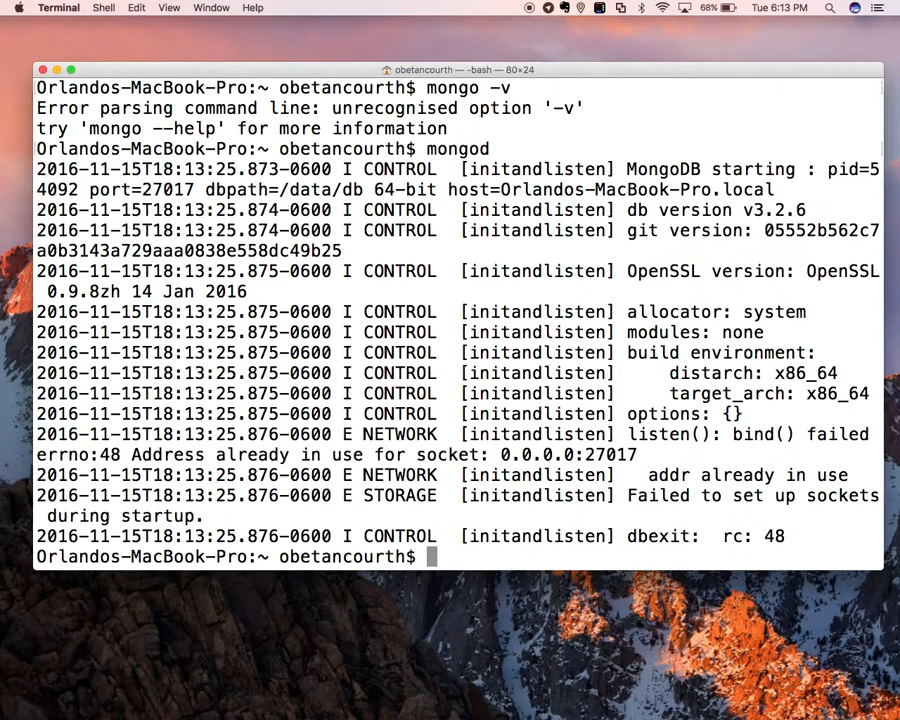 Terminal Shell Edit View Window Help 68% Tue 6:13 PM
obetancourth — -bash — 80×24
Orlandos-MacBook-Pro:~ obetancourth$ mongo -v
Error parsing command line: unrecognised option '-v'
try 'mongo --help' for more information
Orlandos-MacBook-Pro:~ obetancourth$ mongod
2016-11-15T18:13:25.873-0600 I CONTROL  [initandlisten] MongoDB starting : pid=5
4092 port=27017 dbpath=/data/db 64-bit host=Orlandos-MacBook-Pro.local
2016-11-15T18:13:25.874-0600 I CONTROL  [initandlisten] db version v3.2.6
2016-11-15T18:13:25.874-0600 I CONTROL  [initandlisten] git version: 05552b562c7
a0b3143a729aaa0838e558dc49b25
2016-11-15T18:13:25.875-0600 I CONTROL  [initandlisten] OpenSSL version: OpenSSL
 0.9.8zh 14 Jan 2016
2016-11-15T18:13:25.875-0600 I CONTROL  [initandlisten] allocator: system
2016-11-15T18:13:25.875-0600 I CONTROL  [initandlisten] modules: none
2016-11-15T18:13:25.875-0600 I CONTROL  [initandlisten] build environment:
2016-11-15T18:13:25.875-0600 I CONTROL  [initandlisten]     distarch: x86_64
2016-11-15T18:13:25.875-0600 I CONTROL  [initandlisten]     target_arch: x86_64
2016-11-15T18:13:25.875-0600 I CONTROL  [initandlisten] options: {}
2016-11-15T18:13:25.876-0600 E NETWORK  [initandlisten] listen(): bind() failed
errno:48 Address already in use for socket: 0.0.0.0:27017
2016-11-15T18:13:25.876-0600 E NETWORK  [initandlisten]   addr already in use
2016-11-15T18:13:25.876-0600 E STORAGE  [initandlisten] Failed to set up sockets
 during startup.
2016-11-15T18:13:25.876-0600 I CONTROL  [initandlisten] dbexit:  rc: 48
Orlandos-MacBook-Pro:~ obetancourth$